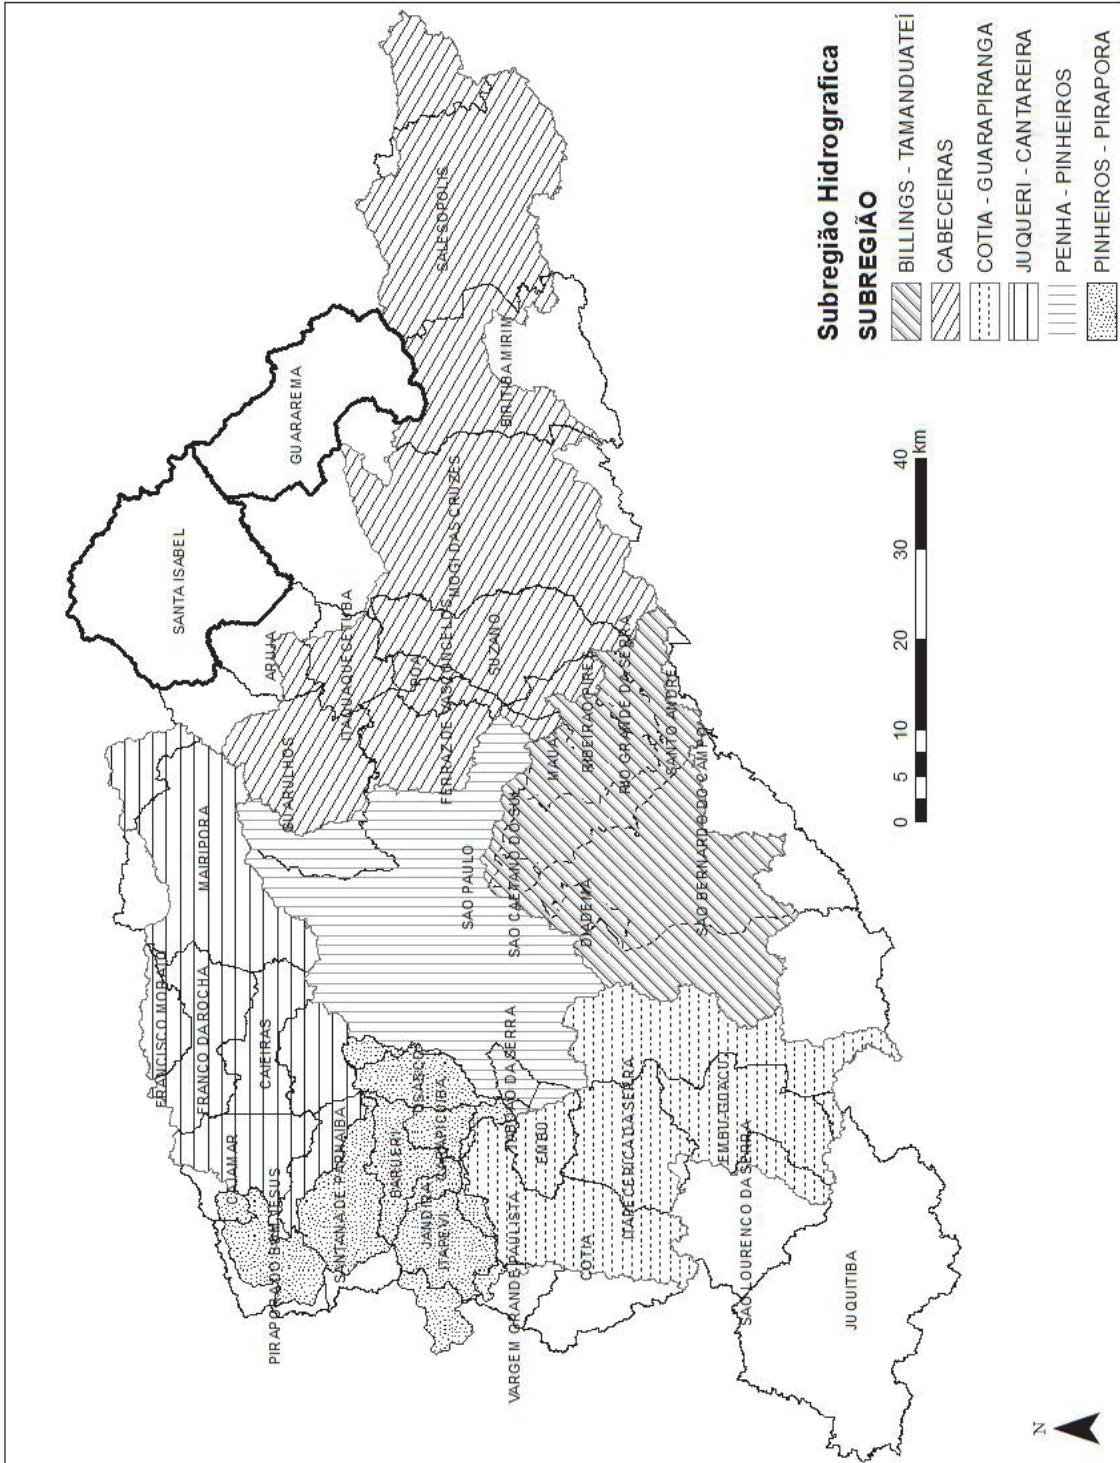 SANTA ISABEL
GUARAREMA
ARUJA
MAIRIPORA
FRANCISCO MORATO
FRANCO DA ROCHA
CAIEIRAS
CAJAMAR
PIRAPORA DO BOM JESUS
SANTANA DE PARNAIBA
GUARULHOS
ITAQUAQUECETUBA
BARUERI
OSASCO
CARAPICUIBA
JANDIRA
ITAPEVI
POA
FERRAZ DE VASCONCELOS
MOGI DAS CRUZES
SALESOPOLIS
SUZANO
BIRITIBA MIRIM
SAO PAULO
SAO CAETANO DO SUL
TABOAO DA SERRA
EMBU
VARGEM GRANDE PAULISTA
COTIA
MAUA
DIADEMA
RIBEIRAO PIRES
RIO GRANDE DA SERRA
SANTO ANDRE
SAO BERNARDO DO CAMPO
ITAPECERICA DA SERRA
EMBU-GUACU
SAO LOURENCO DA SERRA
JUQUITIBA
N
0 5 10 20 30 40
km
Subregião Hidrografica
SUBREGIÃO
BILLINGS - TAMANDUATEÍ
CABECEIRAS
COTIA - GUARAPIRANGA
JUQUERI - CANTAREIRA
PENHA - PINHEIROS
PINHEIROS - PIRAPORA